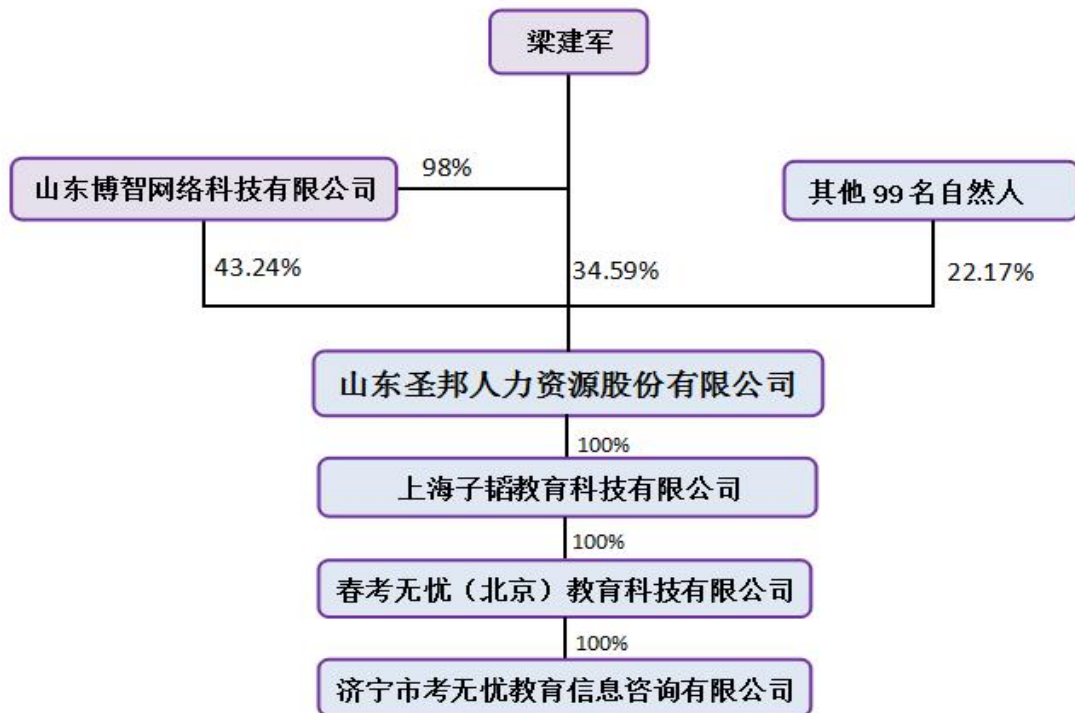 梁建军
98%
山东博智网络科技有限公司
其他 99 名自然人
43.24%
34.59%
22.17%
山东圣邦人力资源股份有限公司
100%
上海子韬教育科技有限公司
100%
春考无忧（北京）教育科技有限公司
100%
济宁市考无忧教育信息咨询有限公司